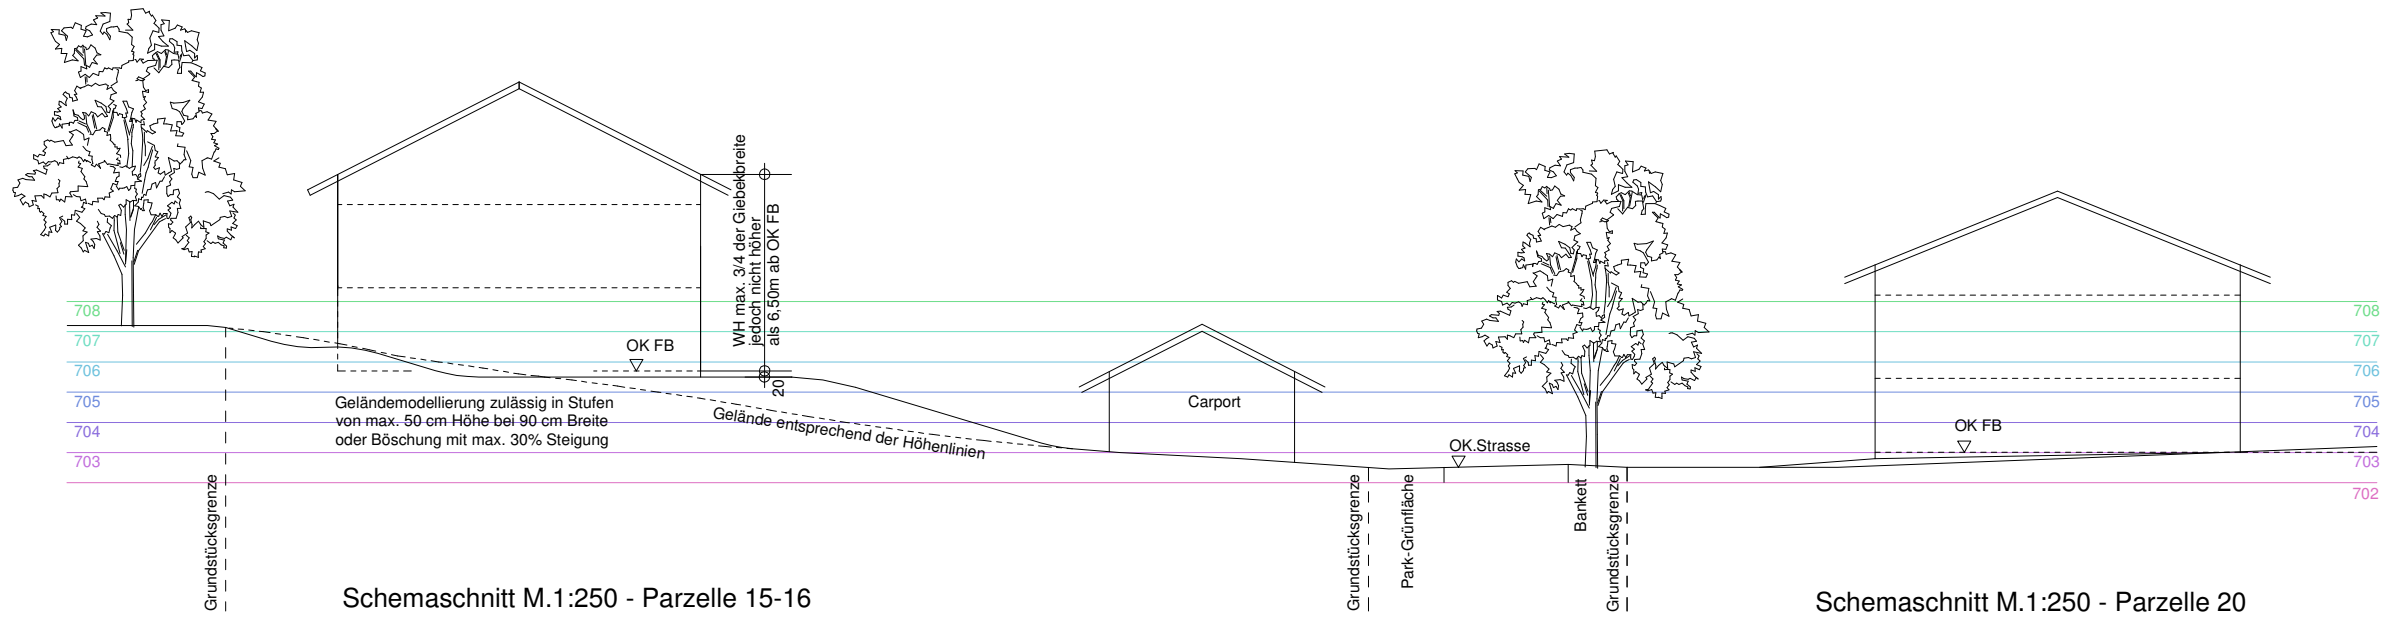 WH max. 3/4 der Giebekbreite
jedoch nicht höher
als 6,50m ab OK FB
20
708
707
706
705
704
703
OK FB
Geländemodellierung zulässig in Stufen
von max. 50 cm Höhe bei 90 cm Breite
oder Böschung mit max. 30% Steigung
Gelände entsprechend der Höhenlinien
Carport
OK.Strasse
OK FB
708
707
706
705
704
703
702
Grundstücksgrenze
Grundstücksgrenze
Park-Grünfläche
Bankett
Grundstücksgrenze
Schemaschnitt M.1:250 - Parzelle 15-16
Schemaschnitt M.1:250 - Parzelle 20